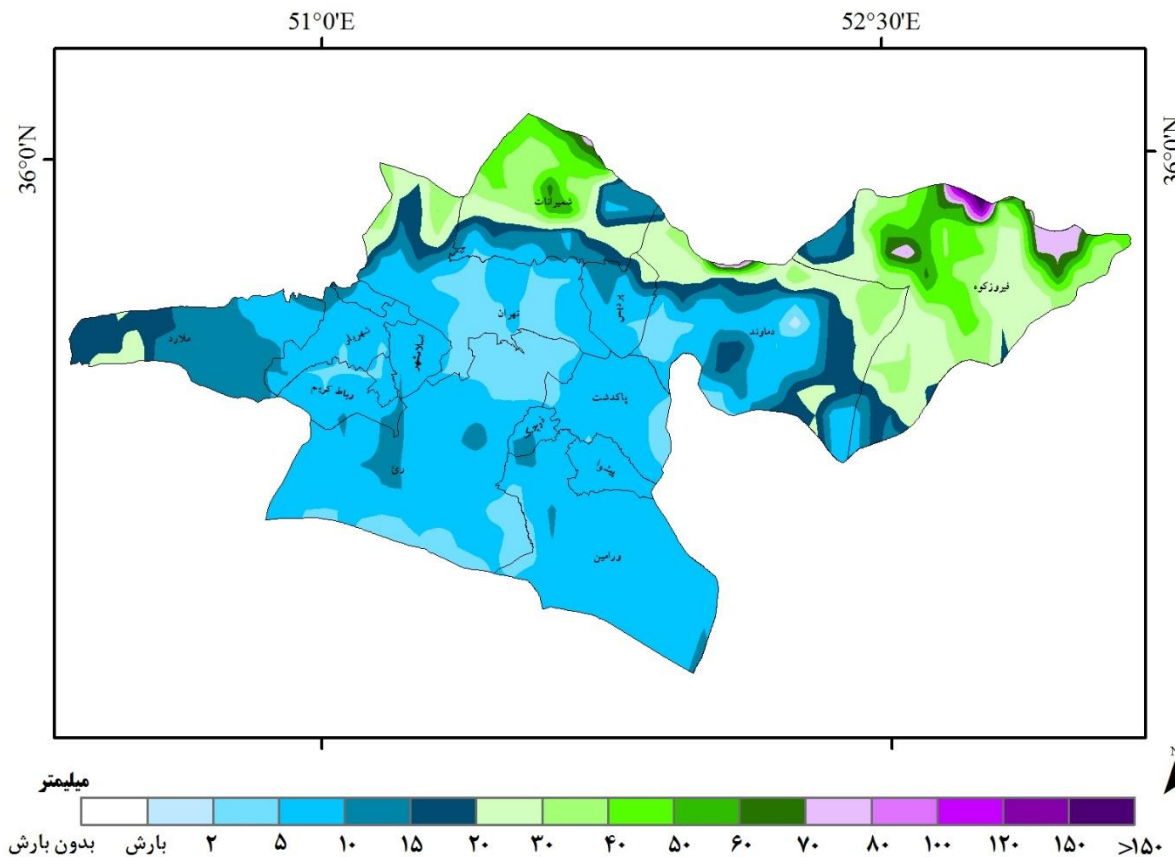 51°0'E 52°30'E
36°0'N 36°0'N
شمیرانات
فیروزکوه
پردیس
تهران
دماوند
ملارد
شهریار
بهارستان
رباط کریم
پاکدشت
قرچک
پیشوا
ری
ورامین
N
میلیمتر
بدون بارش بارش ۲ ۵ ۱۰ ۱۵ ۲۰ ۳۰ ۴۰ ۵۰ ۶۰ ۷۰ ۸۰ ۱۰۰ ۱۲۰ ۱۵۰ >۱۵۰